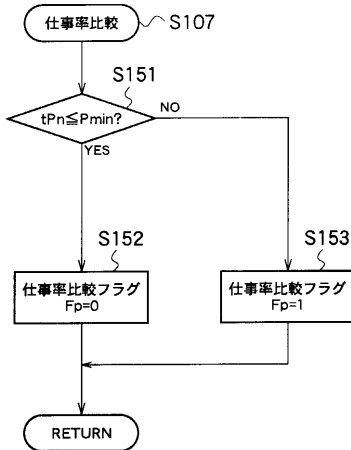 仕事率比較
S107
S151
tPn≦Pmin?
NO
YES
S152
S153
仕事率比較フラグ
Fp=0
仕事率比較フラグ
Fp=1
RETURN